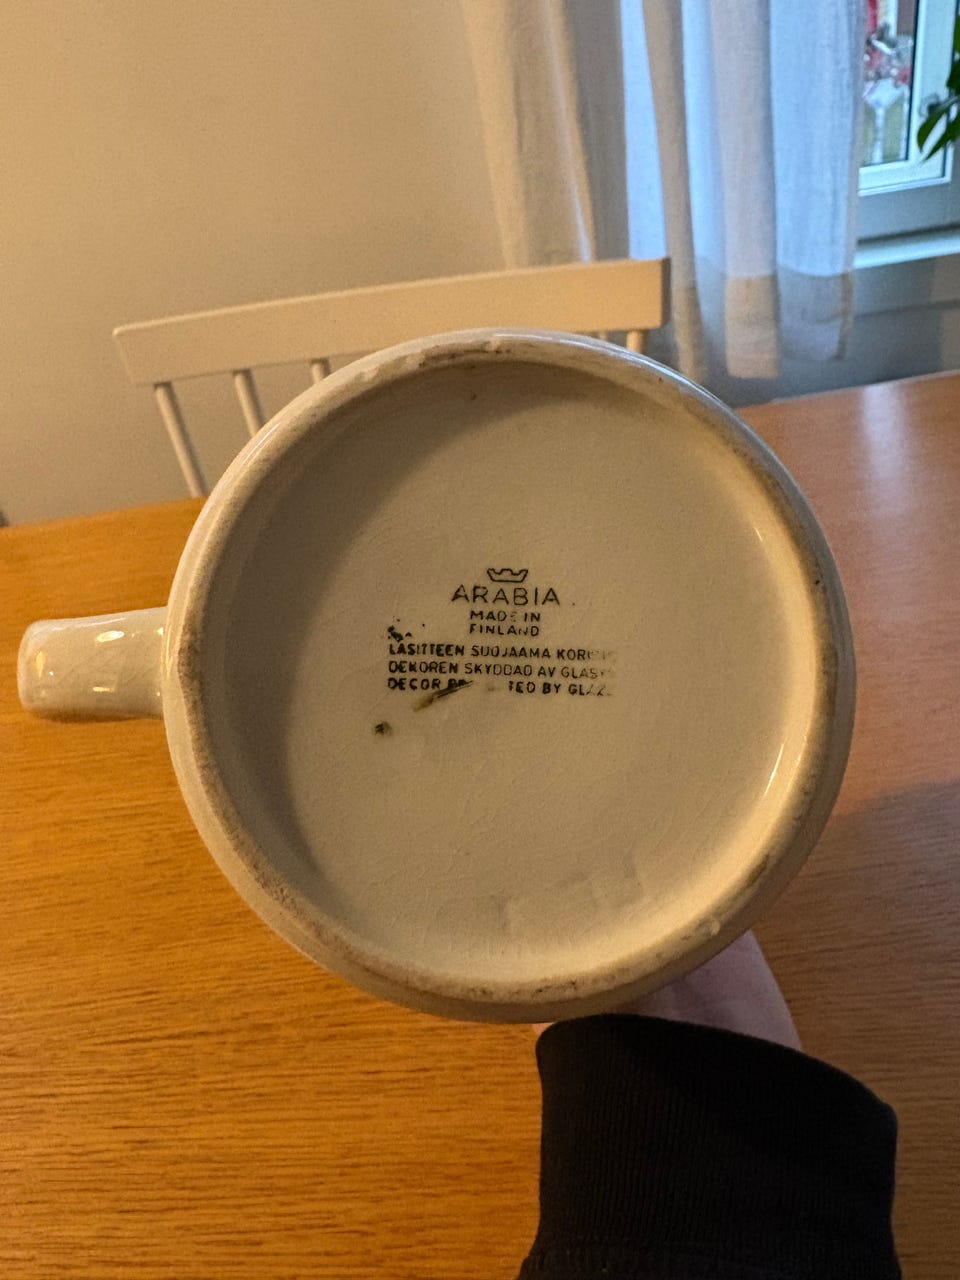 ARABIA
MADE IN
FINLAND
LASITTEEN SUOJAAMA
DEKOREN SKYDDAD AV
DECOR BY